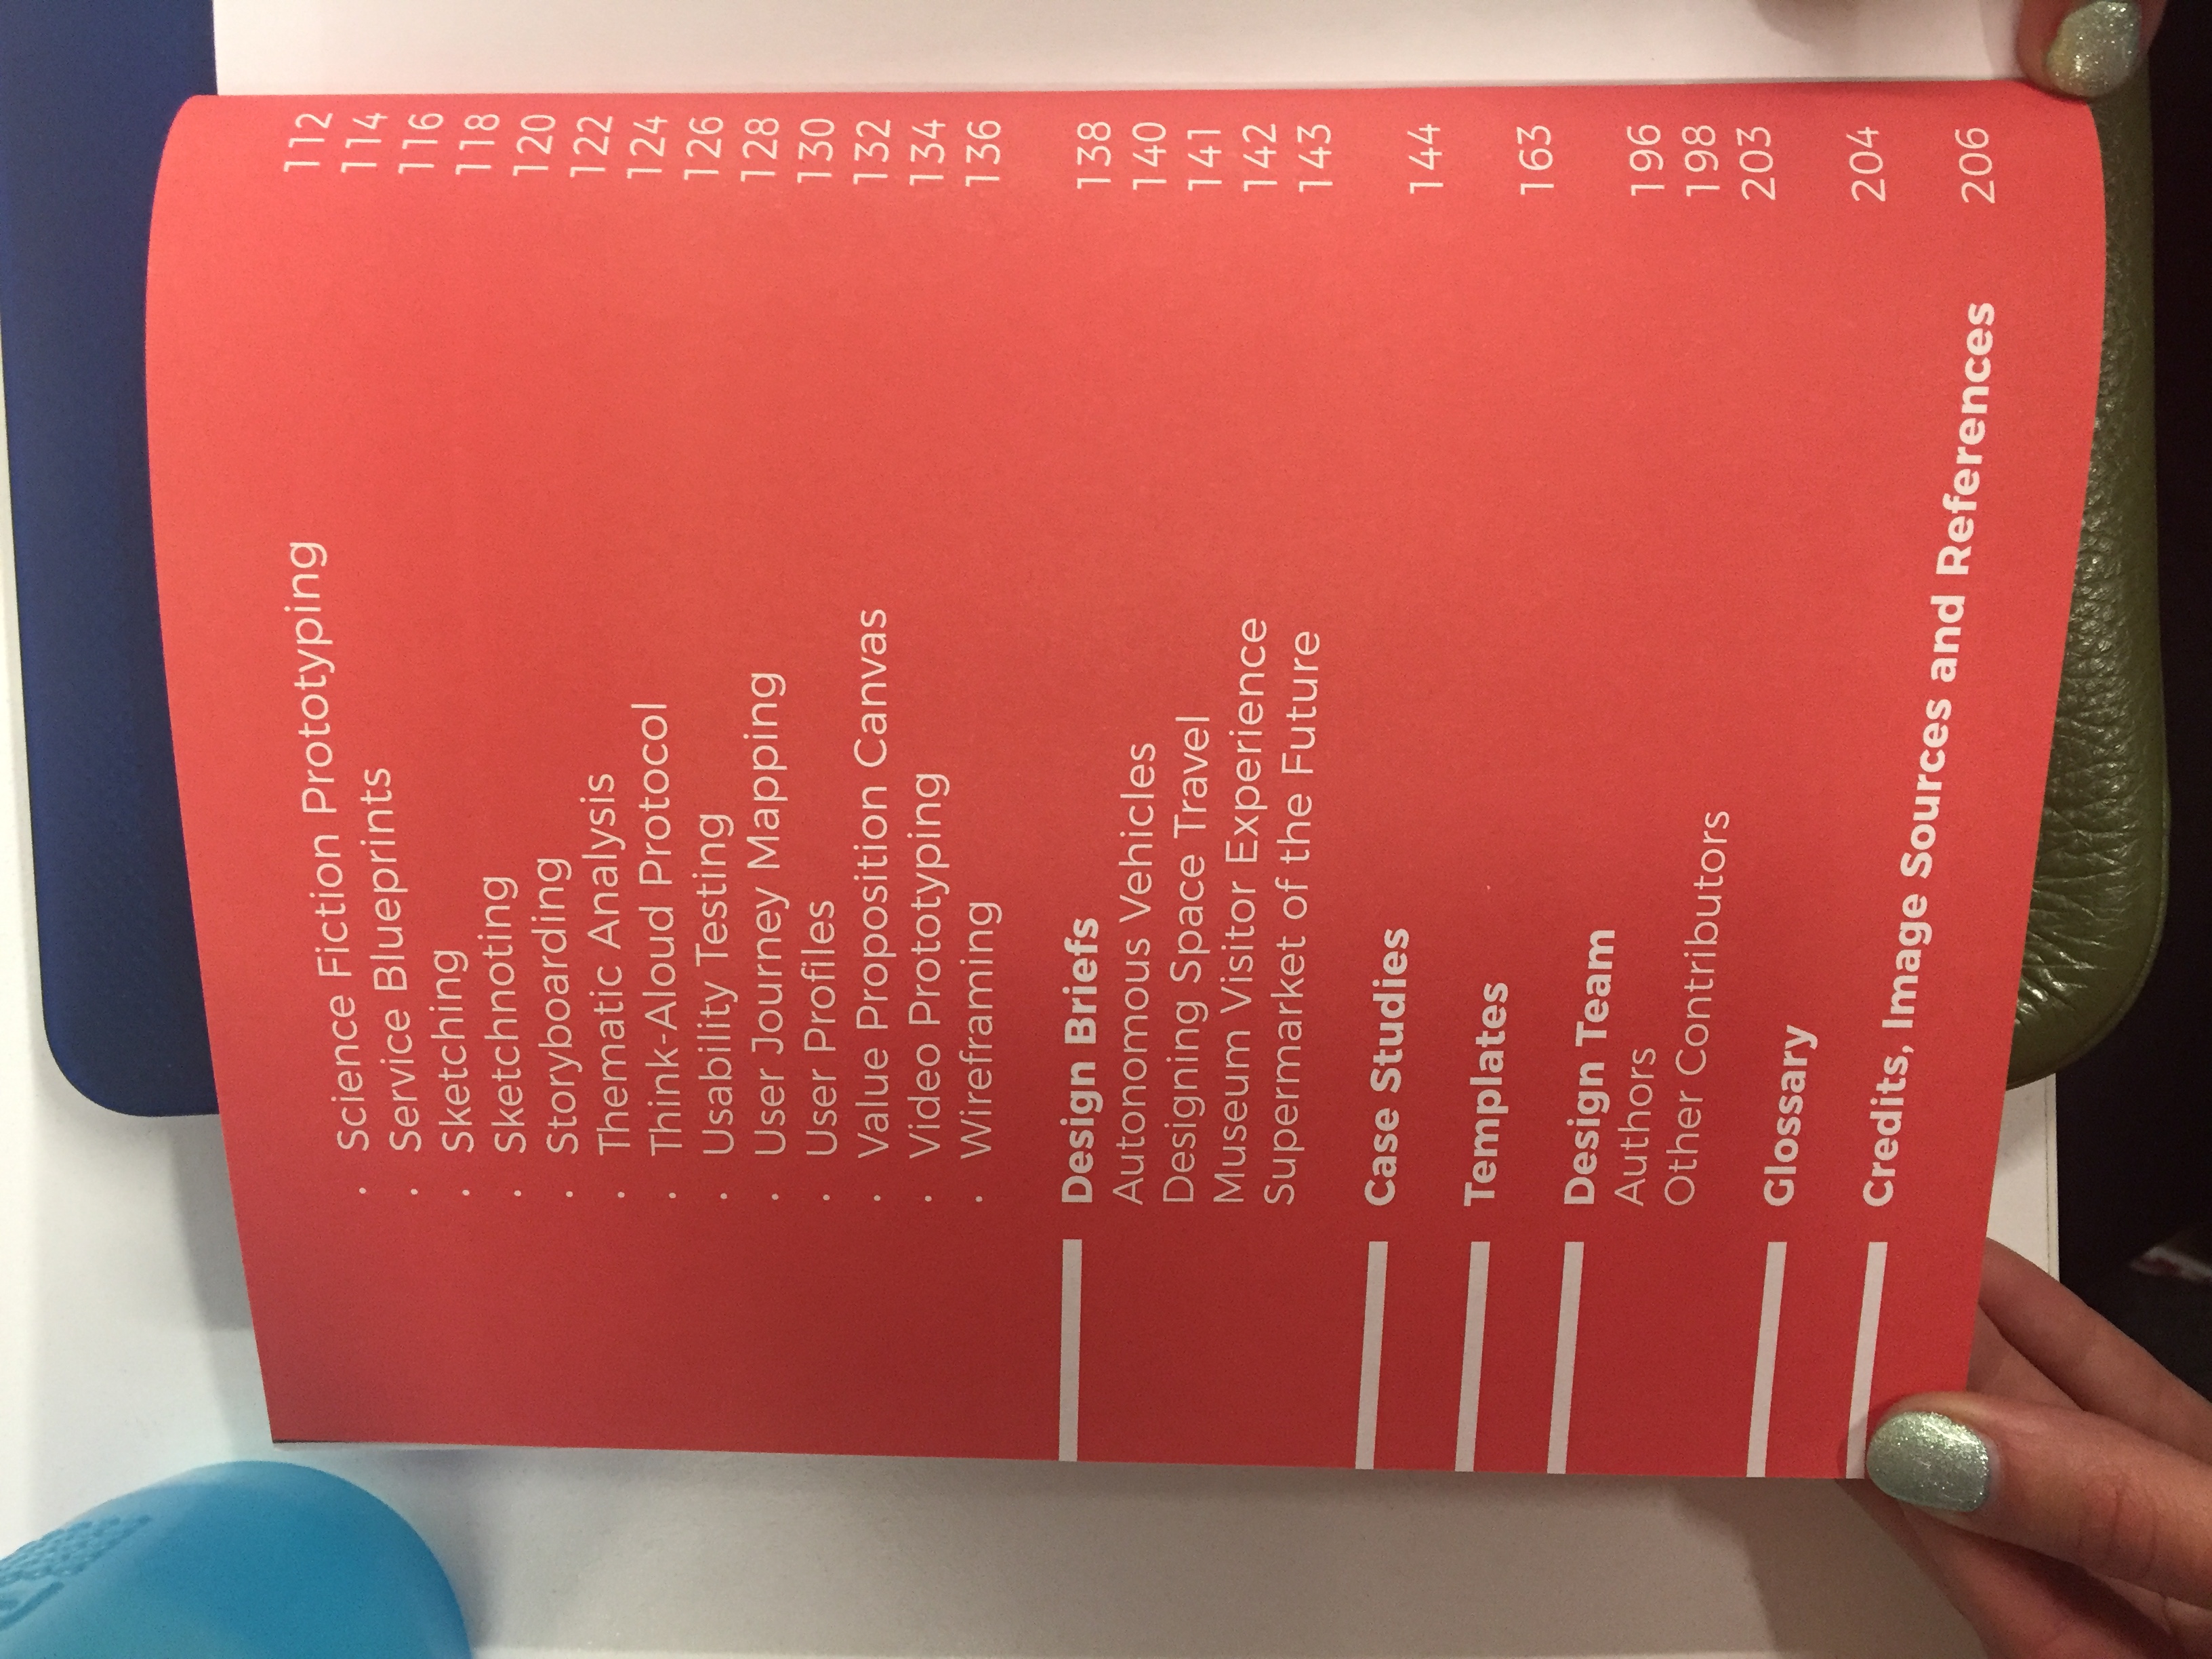 · Science Fiction Prototyping 112
· Service Blueprints 114
· Sketching 116
· Sketchnoting 118
· Storyboarding 120
· Thematic Analysis 122
· Think-Aloud Protocol 124
· Usability Testing 126
· User Journey Mapping 128
· User Profiles 130
· Value Proposition Canvas 132
· Video Prototyping 134
· Wireframing 136
Design Briefs 138
Autonomous Vehicles 140
Designing Space Travel 141
Museum Visitor Experience 142
Supermarket of the Future 143
Case Studies 144
Templates 163
Design Team 196
Authors 198
Other Contributors 203
Glossary 204
Credits, Image Sources and References 206